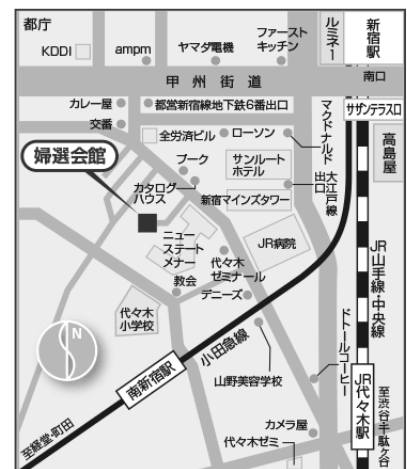 都庁
KDDI
ampm
ヤマダ電機
ファースト
キッチン
ルミネ1
新宿駅
甲州街道
南口
カレー屋
都営新宿線地下鉄6番出口
マクドナルド
サザンテラス口
交番
全労済ビル
ローソン
高島屋
婦選会館
プーク
サンルート
ホテル
カタログ
ハウス
新宿マインズタワー
大江戸線
出口
ニュー
ステート
メナー
JR病院
代々木
ゼミナール
JR山手線・中央線
教会
デニーズ
代々木
小学校
N
小田急線
ドトールコーヒー
南新宿駅
山野美容学校
JR代々木駅
至渋谷・千駄ヶ谷
カメラ屋
至経堂・町田
代々木ゼミ